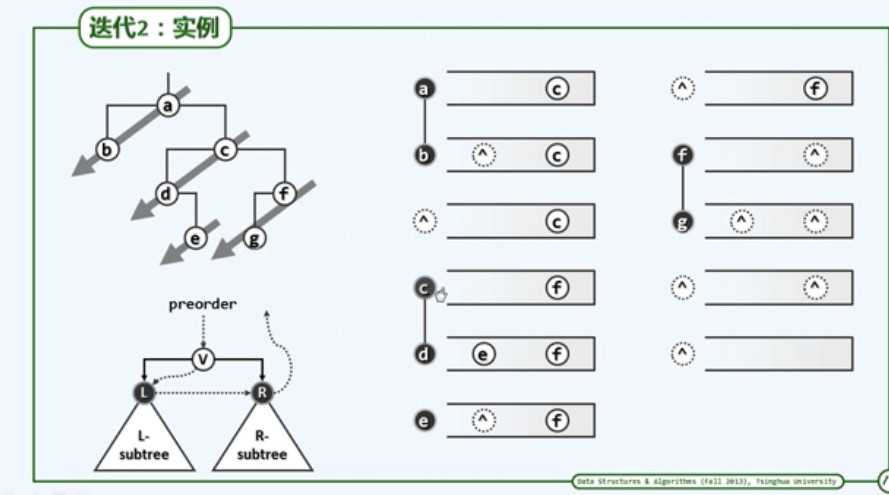 迭代2：实例
a
b c
d f
e g
preorder
V
L R
L-
subtree
R-
subtree
a c
b ^ c
^ c
c f
d e f
e ^ f
^ f
f ^
g ^ ^
^ ^
^
Data Structures & Algorithms (Fall 2013), Tsinghua University